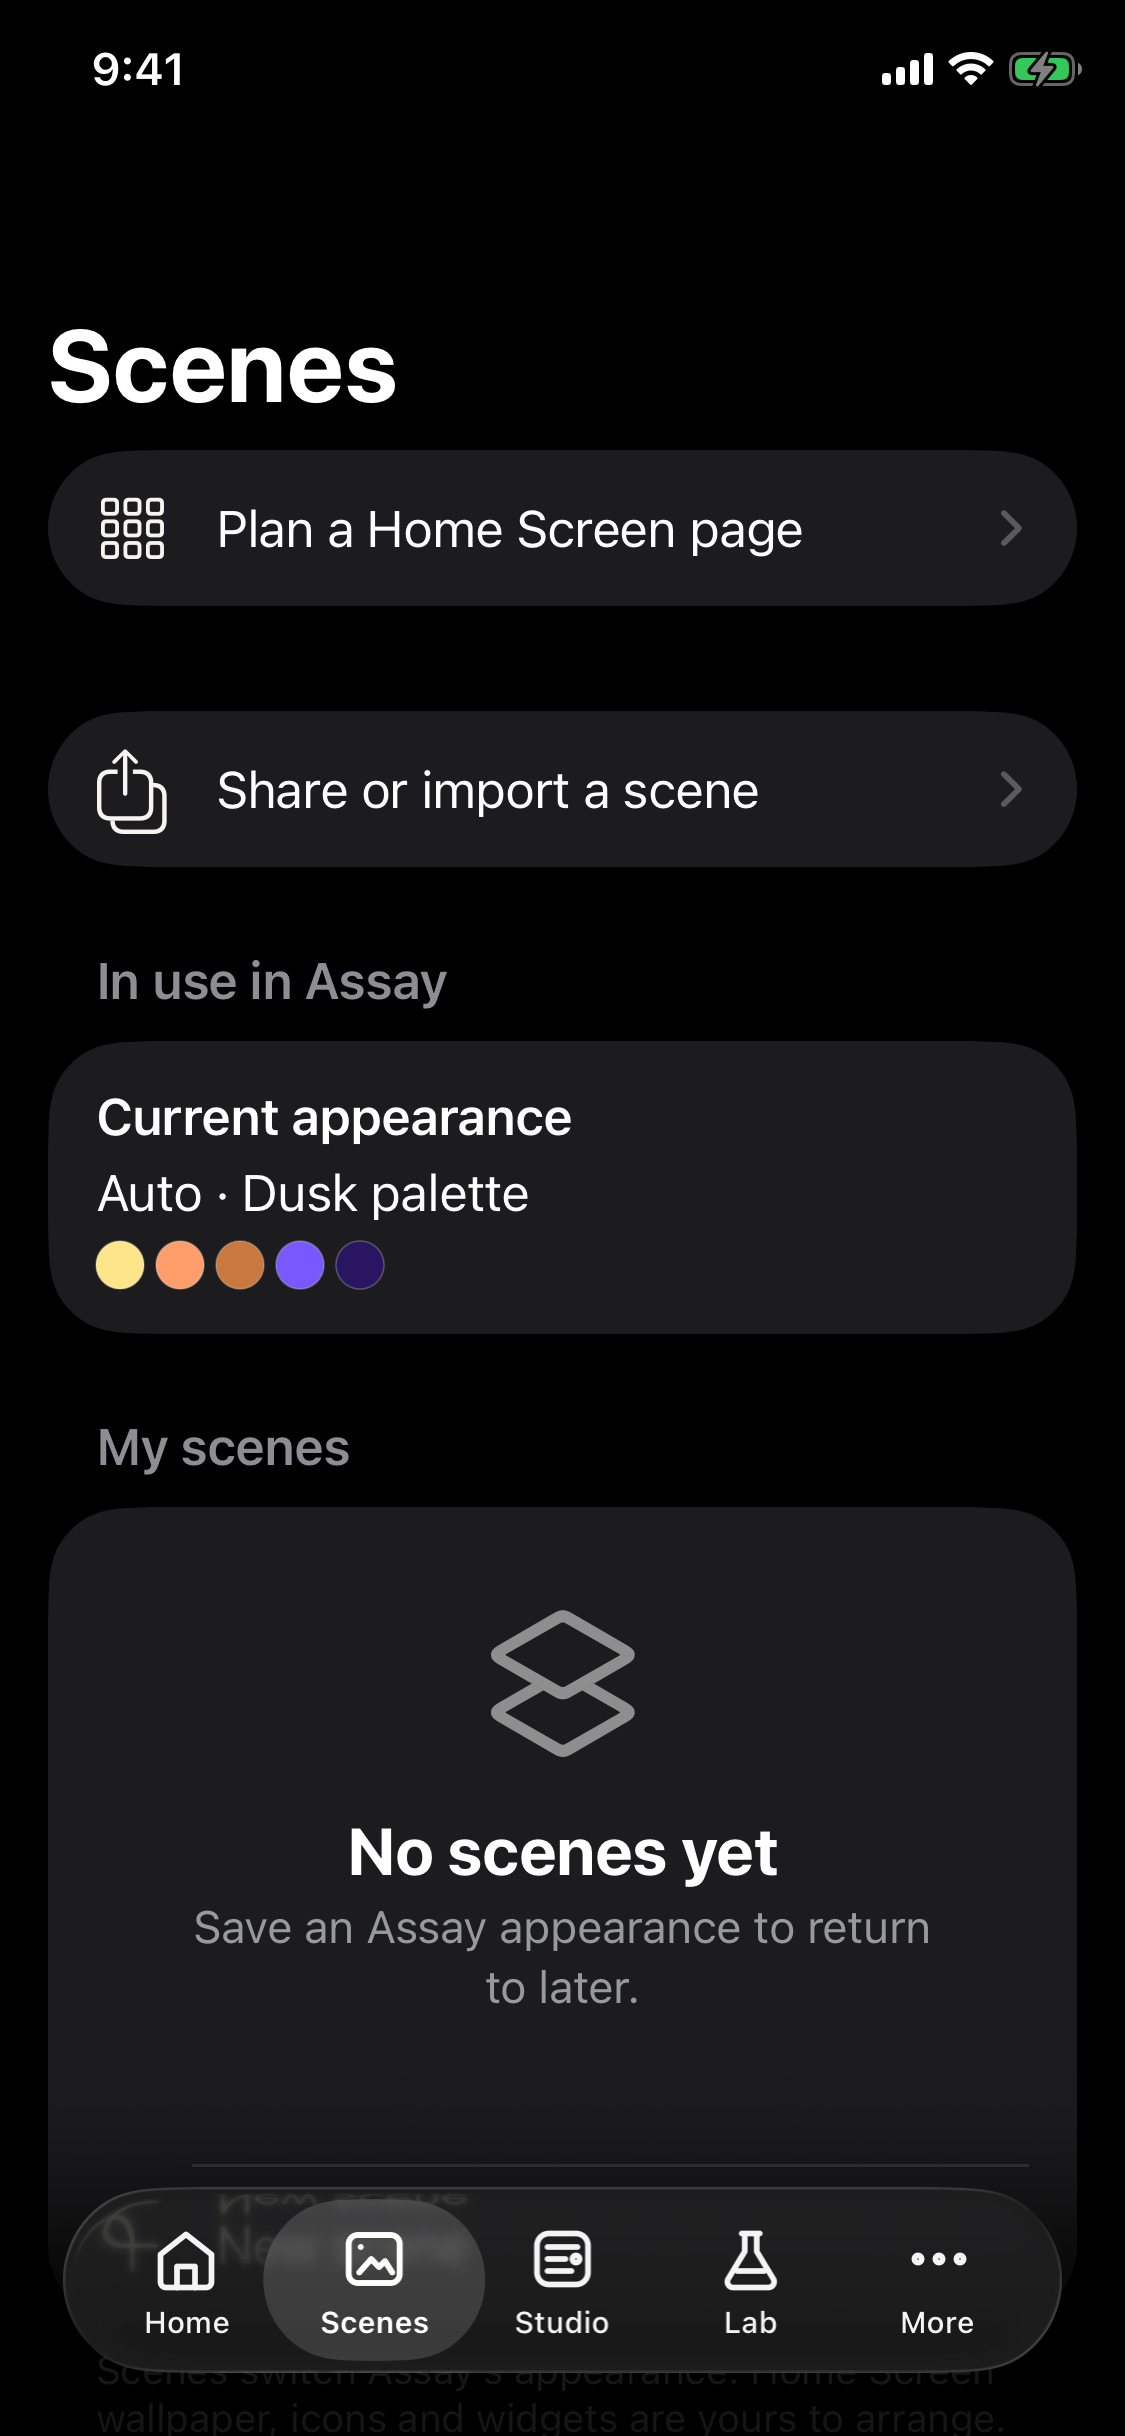 9:41
Scenes
Plan a Home Screen page
Share or import a scene
In use in Assay
Current appearance
Auto · Dusk palette
My scenes
No scenes yet
Save an Assay appearance to return
to later.
Home
Scenes
Studio
Lab
More
Scenes switch Assay's appearance. Home Screen
wallpaper, icons and widgets are yours to arrange.